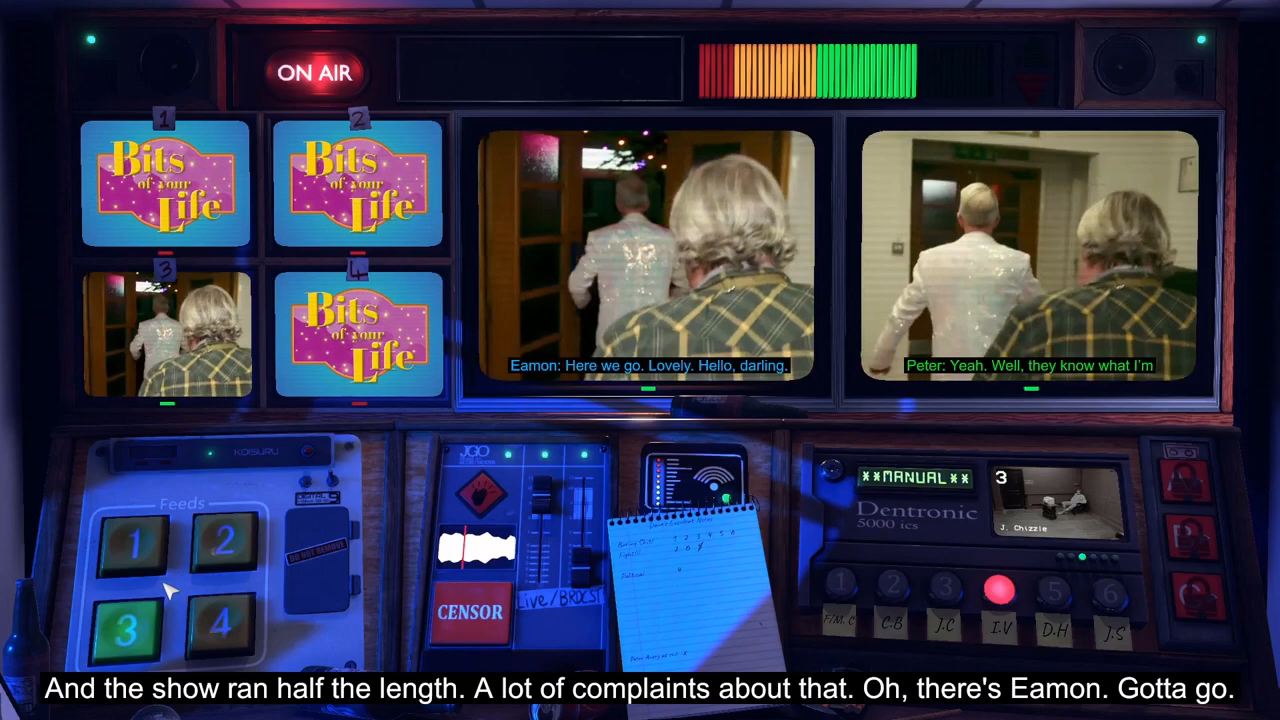 ON AIR
1
2
Bits
of your
Life
Bits
of your
Life
3
4
Bits
of your
Life
Eamon: Here we go. Lovely. Hello, darling.
Peter: Yeah. Well, they know what I'm
KOISURU
Feeds
1
2
3
4
DO NOT REMOVE
JGO
CENSOR
Live/BRDCST
**MANUAL**
Dentronic
5000 ics
3
J. Chizzle
1
2
3
5
6
F/M.C
C.B
J.C
I.V
D.H
J.S
And the show ran half the length. A lot of complaints about that. Oh, there's Eamon. Gotta go.